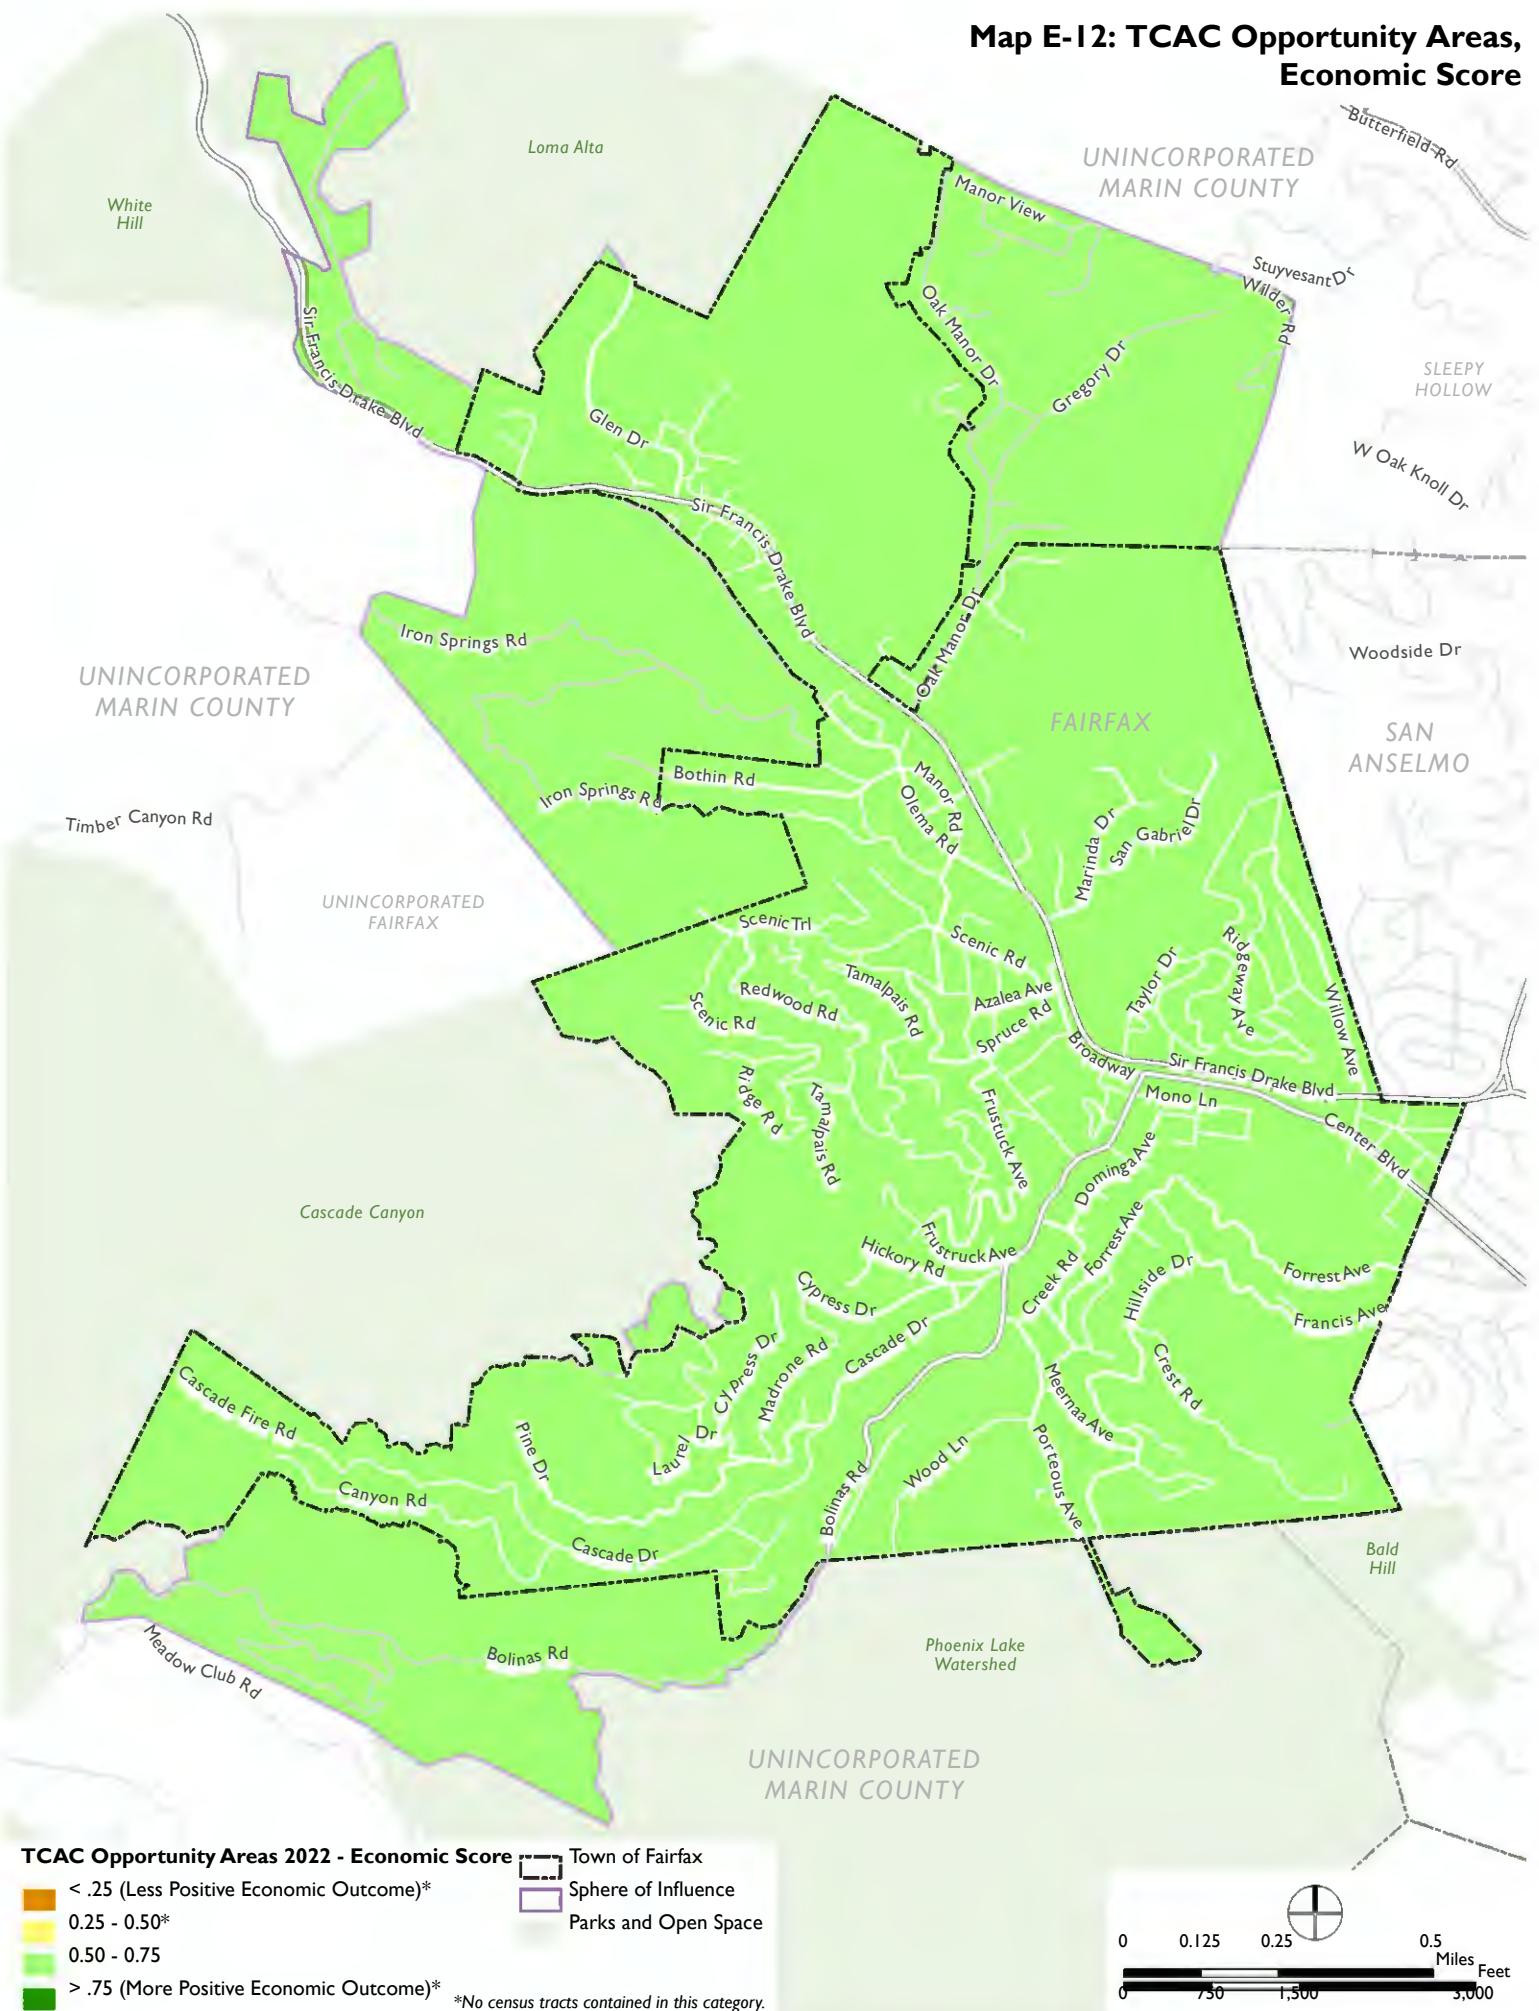 Map E-12: TCAC Opportunity Areas,
Economic Score
Butterfield Rd
UNINCORPORATED
MARIN COUNTY
Loma Alta
White
Hill
Manor View
Stuyvesant Dr
Wilder Rd
Oak Manor Dr
Gregory Dr
Sir Francis Drake Blvd
SLEEPY
HOLLOW
Glen Dr
W Oak Knoll Dr
Sir Francis Drake Blvd
Oak Manor Dr
Iron Springs Rd
Woodside Dr
UNINCORPORATED
MARIN COUNTY
FAIRFAX
SAN
ANSELMO
Bothin Rd
Manor Rd
Iron Springs Rd
Olema Rd
Timber Canyon Rd
Marinda Dr
San Gabriel Dr
UNINCORPORATED
FAIRFAX
Scenic Trl
Scenic Rd
Ridgeway Ave
Tamalpais Rd
Taylor Dr
Redwood Rd
Azalea Ave
Scenic Rd
Spruce Rd
Willow Ave
Broadway
Sir Francis Drake Blvd
Ridge Rd
Tamalpais Rd
Frustuck Ave
Mono Ln
Center Blvd
Dominga Ave
Cascade Canyon
Frustruck Ave
Hickory Rd
Forrest Ave
Creek Rd
Hillside Dr
Forrest Ave
Cypress Dr
Francis Ave
Cascade Dr
Cypress Dr
Madrone Rd
Crest Rd
Meernaa Ave
Cascade Fire Rd
Pine Dr
Laurel Dr
Porteous Ave
Wood Ln
Canyon Rd
Bolinas Rd
Cascade Dr
Bald
Hill
Meadow Club Rd
Bolinas Rd
Phoenix Lake
Watershed
UNINCORPORATED
MARIN COUNTY
TCAC Opportunity Areas 2022 - Economic Score
< .25 (Less Positive Economic Outcome)*
0.25 - 0.50*
0.50 - 0.75
> .75 (More Positive Economic Outcome)*
Town of Fairfax
Sphere of Influence
Parks and Open Space
*No census tracts contained in this category.
0 0.125 0.25 0.5
Miles
Feet
0 750 1,500 3,000